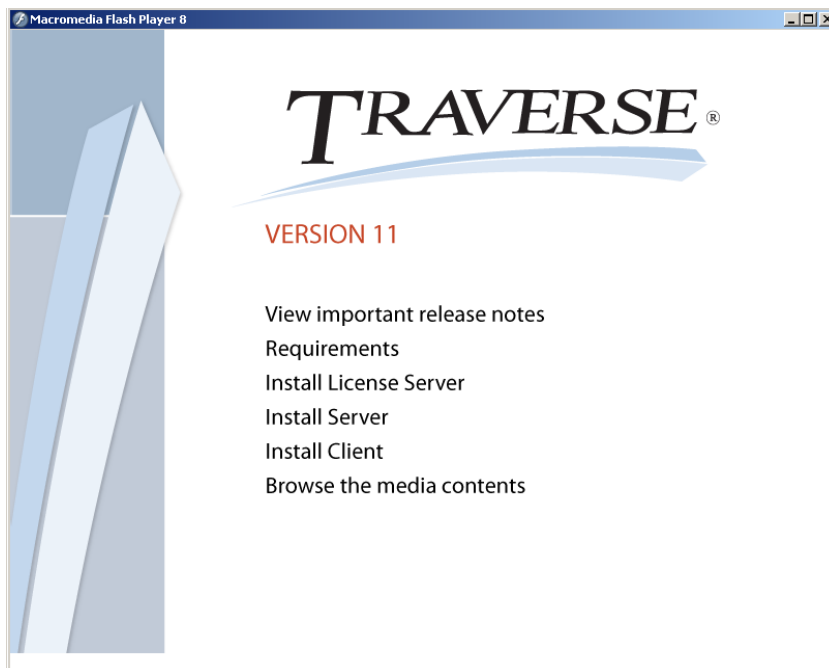 Macromedia Flash Player 8
TRAVERSE®
VERSION 11
View important release notes
Requirements
Install License Server
Install Server
Install Client
Browse the media contents